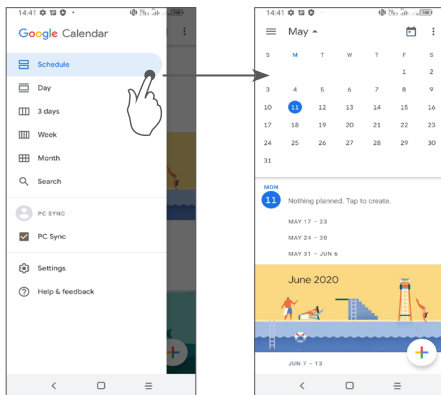 14:41
Google Calendar
Schedule
Day
3 days
Week
Month
Search
PC SYNC
PC Sync
Settings
Help & feedback
14:41
May
S M T W T F S
1 2
3 4 5 6 7 8 9
10 11 12 13 14 15 16
17 18 19 20 21 22 23
24 25 26 27 28 29 30
31
MON
11 Nothing planned. Tap to create.
MAY 17 – 23
MAY 24 – 30
MAY 31 – JUN 6
June 2020
JUN 7 – 13